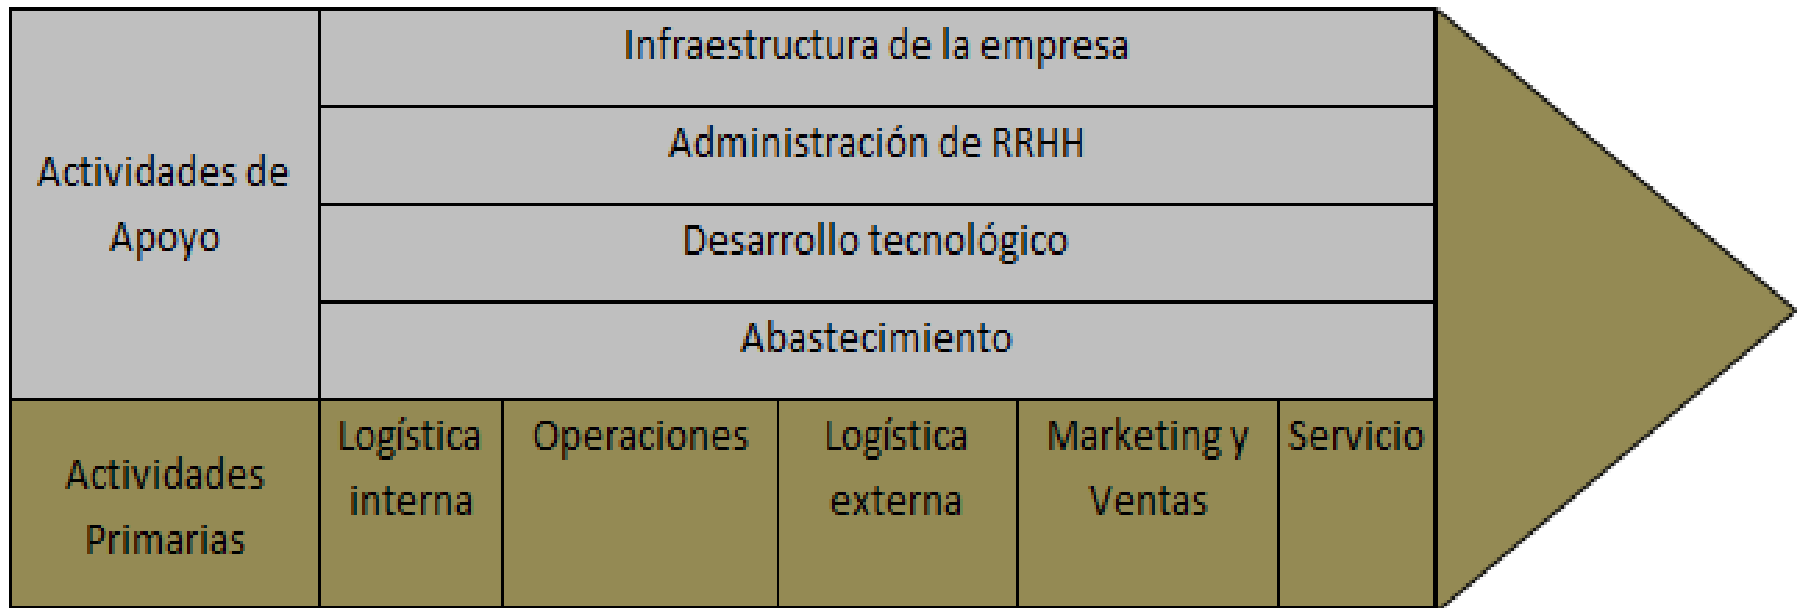 Infraestructura de la empresa
Administración de RRHH
Actividades de
Apoyo
Desarrollo tecnológico
Abastecimiento
Actividades
Primarias
Logística
interna
Operaciones
Logística
externa
Marketing y
Ventas
Servicio